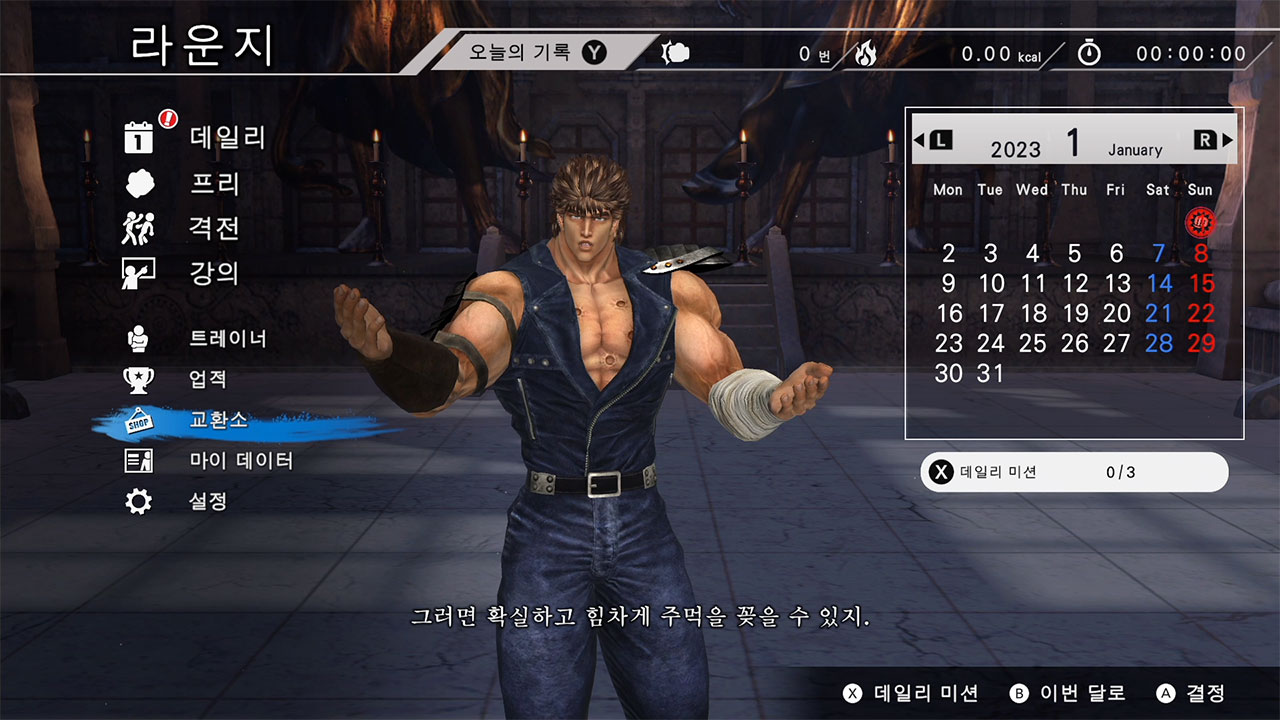 라운지
오늘의 기록 Y 0 번 0.00 kcal 00:00:00
데일리
프리
격전
강의
트레이너
업적
SHOP 교환소
마이 데이터
설정
L 2023 1 January R
Mon Tue Wed Thu Fri Sat Sun
2 3 4 5 6 7 8
9 10 11 12 13 14 15
16 17 18 19 20 21 22
23 24 25 26 27 28 29
30 31
X 데일리 미션 0/3
그러면 확실하고 힘차게 주먹을 꽂을 수 있지.
X 데일리 미션 B 이번 달로 A 결정